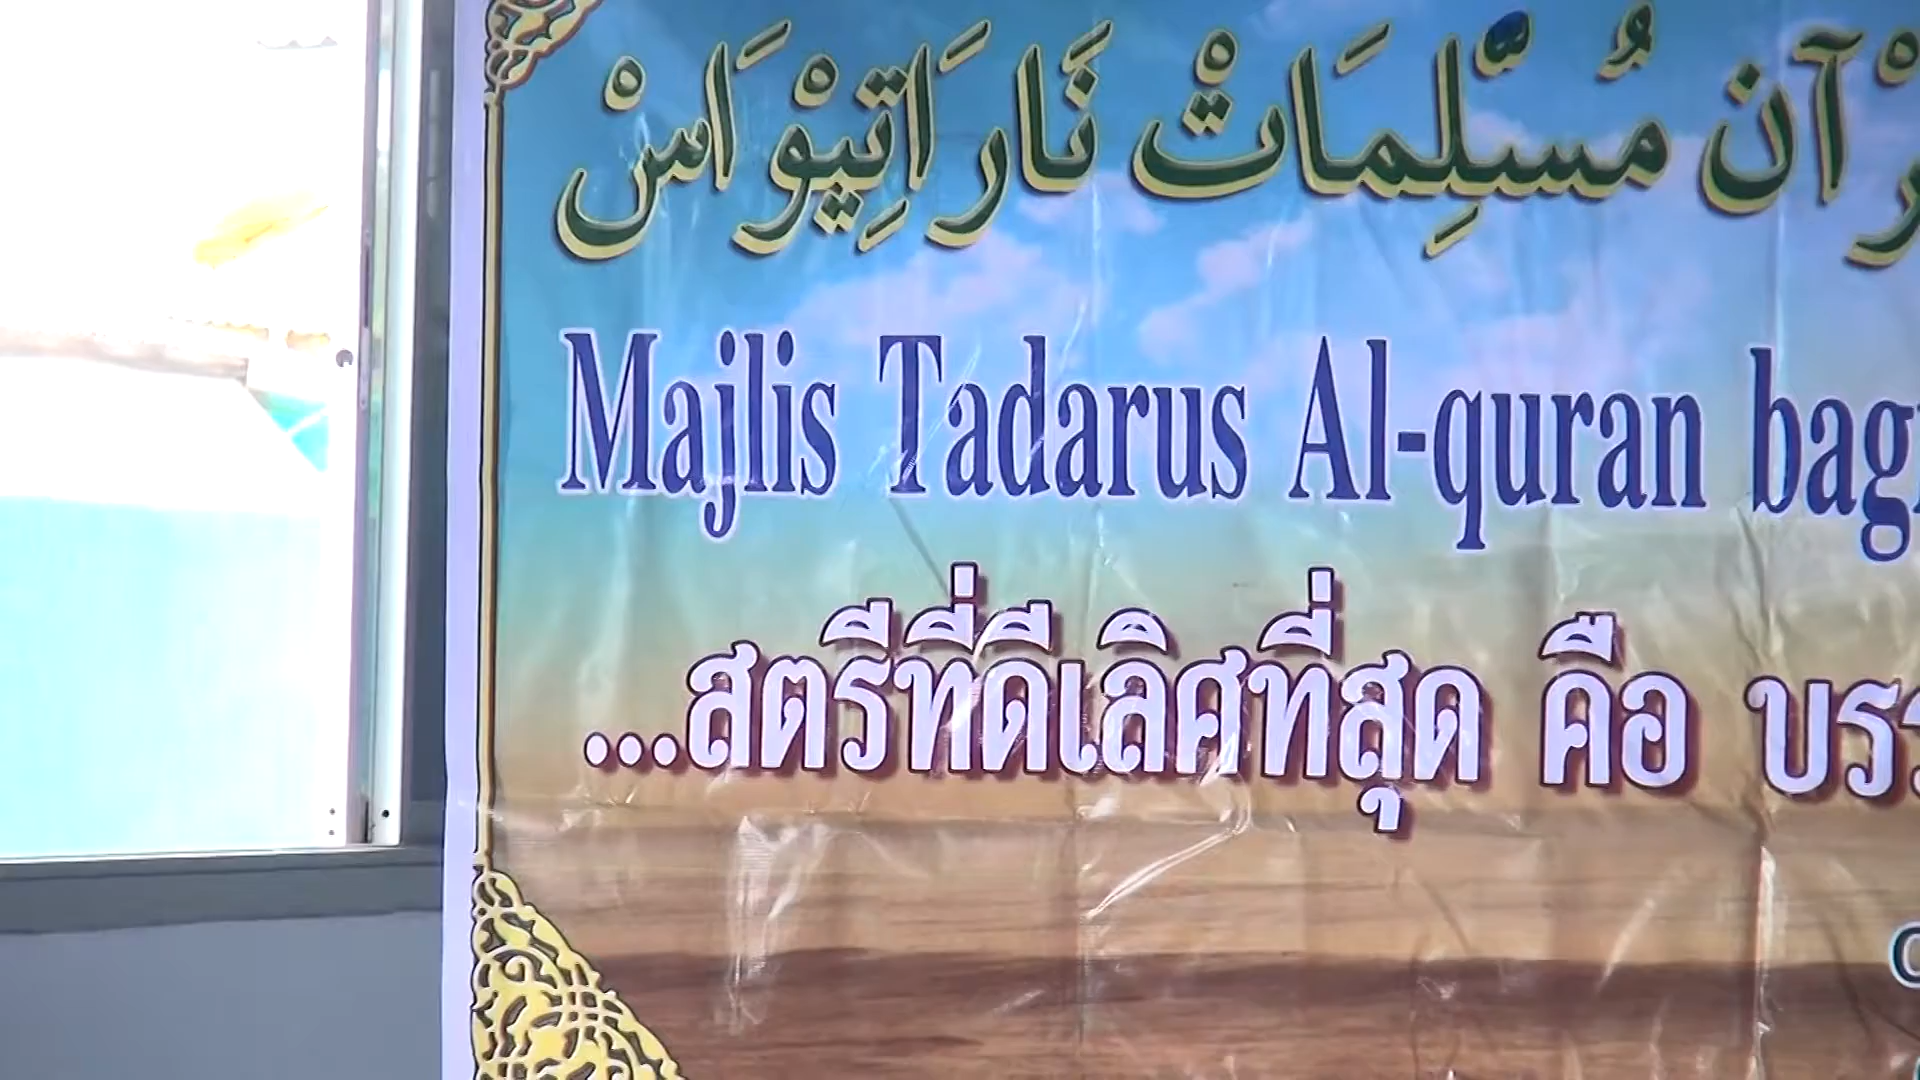 آن مُسْلِمَاتْ نَارَاتِيْوَاسْ
Majlis Tadarus Al-quran
...สตรีที่ดีเลิศที่สุด คือ